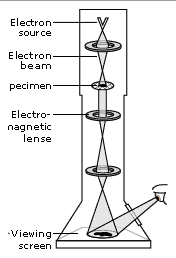 Electron
source
Electron
beam
pecimen
Electro-
magnetic
lense
Viewing
screen